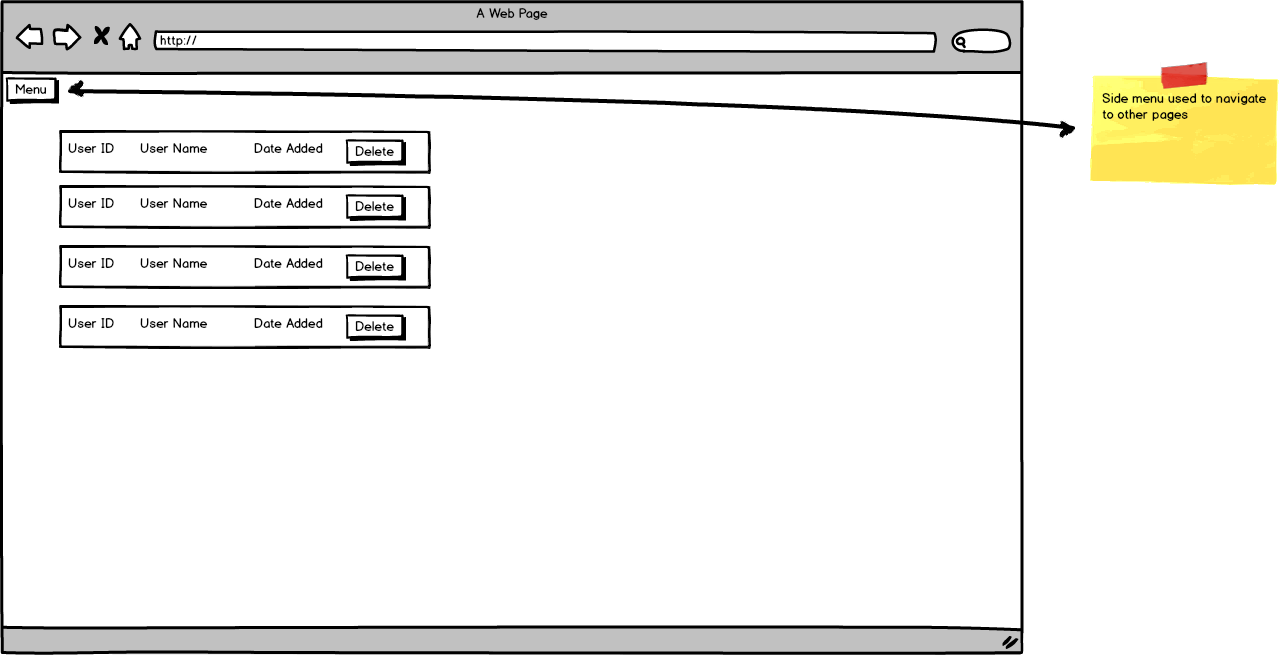 A Web Page
http://
Menu
Side menu used to navigate
to other pages
User ID User Name Date Added Delete
User ID User Name Date Added Delete
User ID User Name Date Added Delete
User ID User Name Date Added Delete